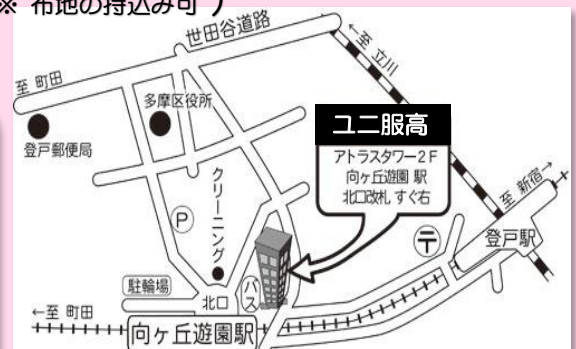 ※ 布地の持込み可 )
世田谷道路
←至 立川
至 町田
多摩区役所
登戸郵便局
ユニ服高
アトラスタワー2F
向ヶ丘遊園 駅
北口改札 すぐ右
至 新宿→
クリーニング
P
〒
登戸駅
駐輪場
北口
バス
←至 町田
向ヶ丘遊園駅